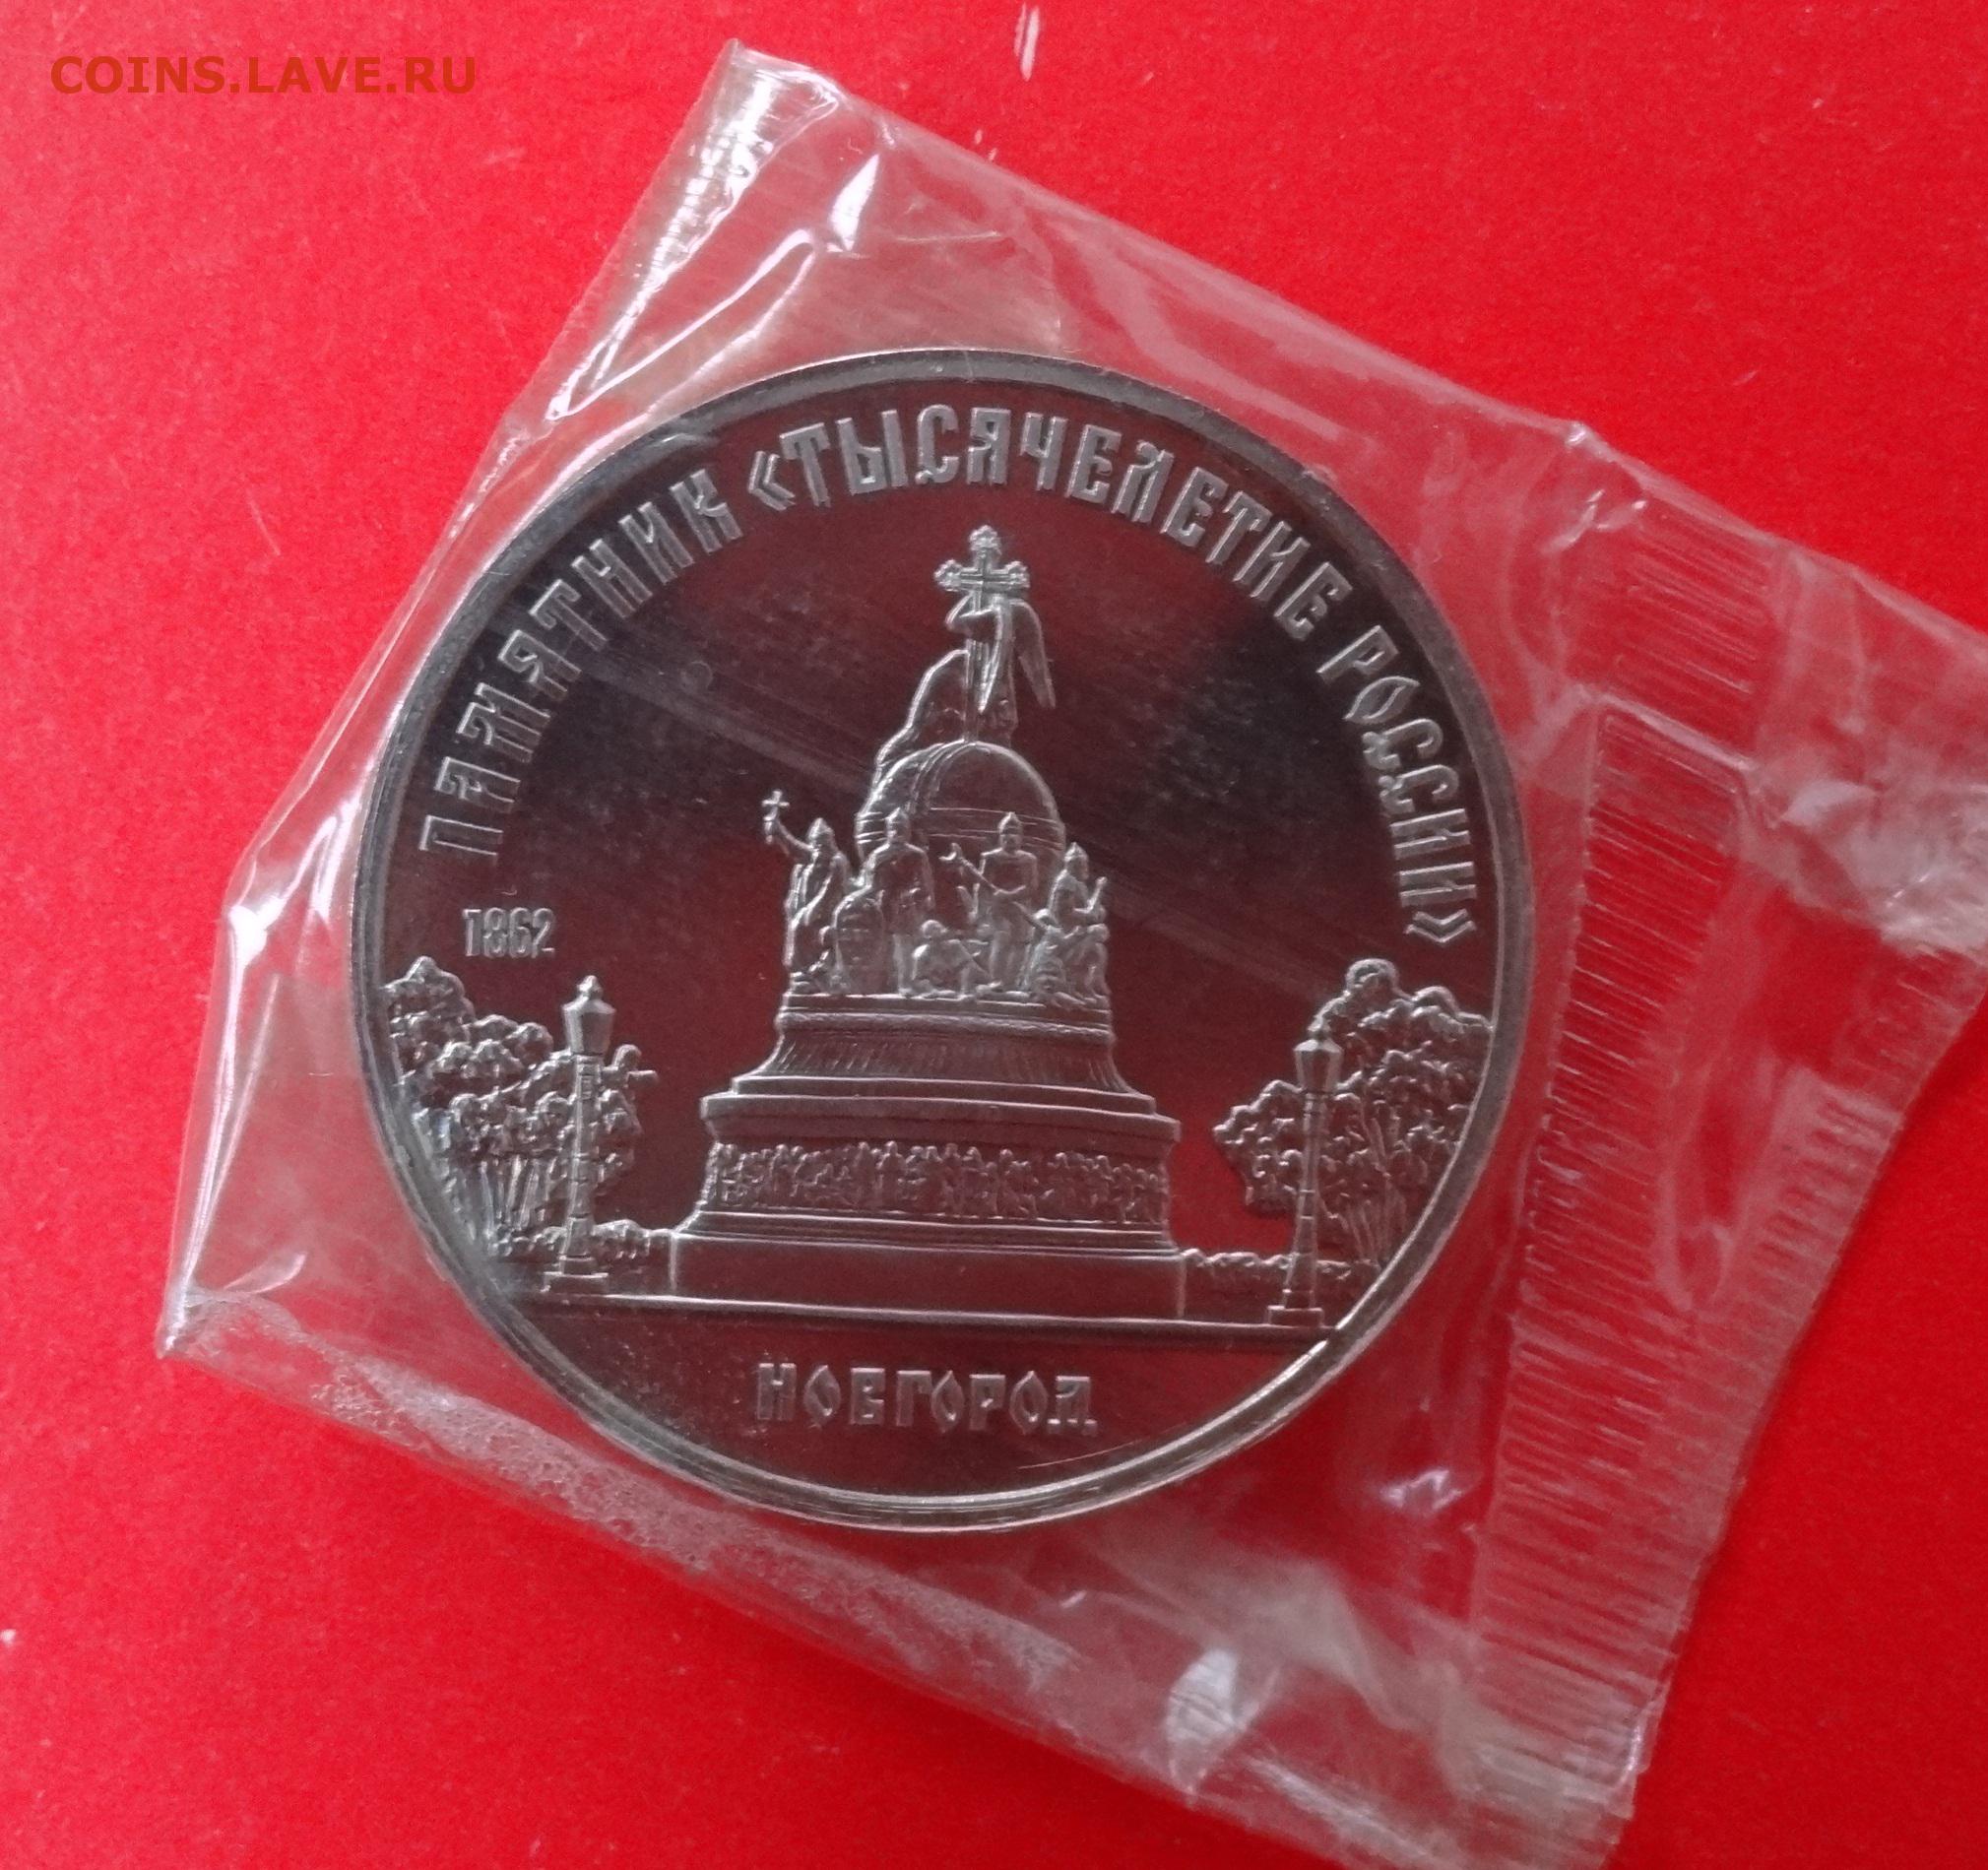 COINS.LAVE.RU
ПАМЯТНИК «ТЫСЯЧЕЛЕТИЕ РОССИИ»
1862
НОВГОРОД